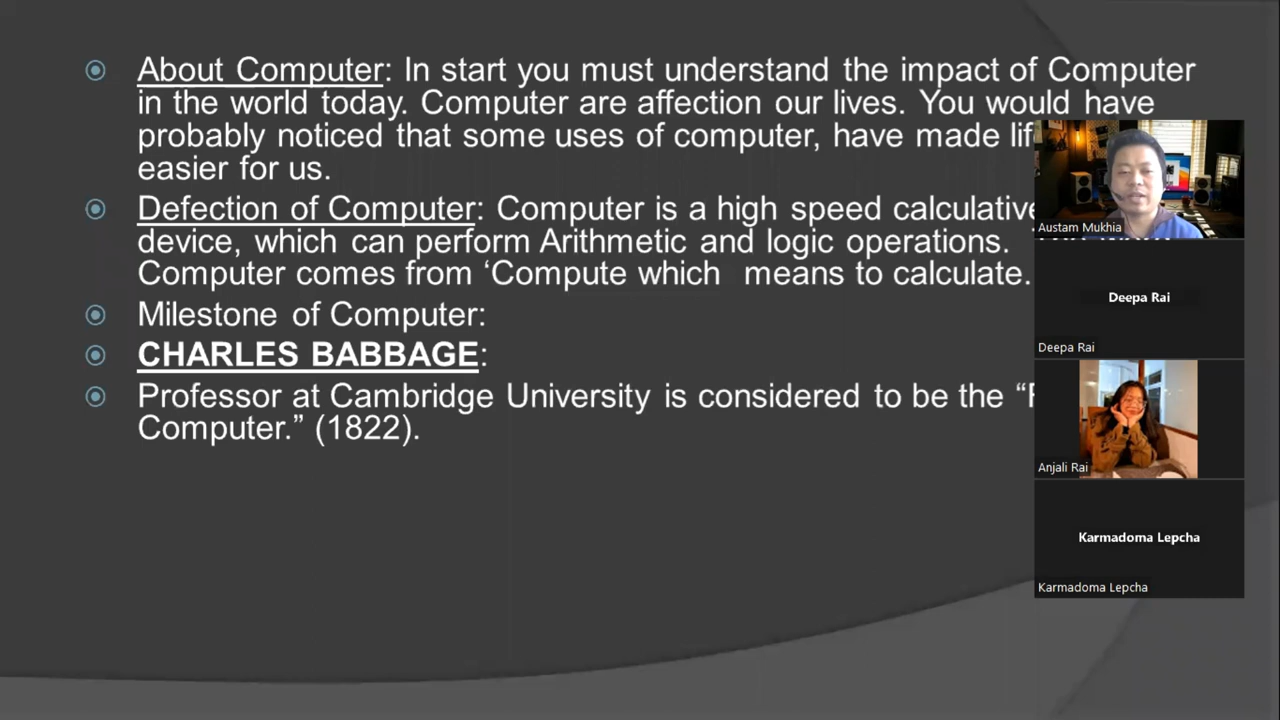 About Computer: In start you must understand the impact of Computer
in the world today. Computer are affection our lives. You would have
probably noticed that some uses of computer, have made
easier for us.
Defection of Computer: Computer is a high speed calculative
device, which can perform Arithmetic and logic operations.
Computer comes from ‘Compute which means to calculate.
Milestone of Computer:
CHARLES BABBAGE:
Professor at Cambridge University is considered to be the “
Computer.” (1822).
Austam Mukhia
Deepa Rai
Deepa Rai
Anjali Rai
Karmadoma Lepcha
Karmadoma Lepcha